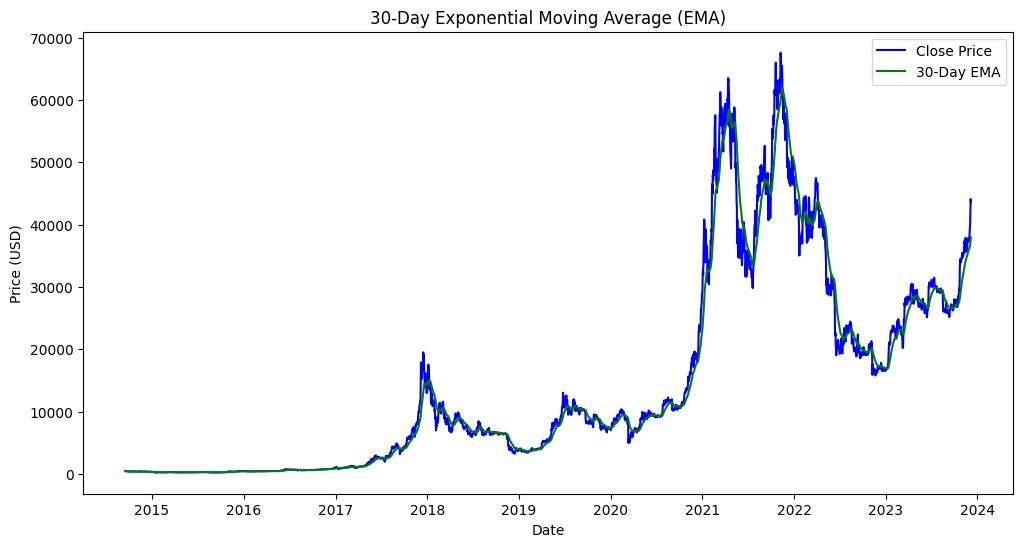 30-Day Exponential Moving Average (EMA)
70000
60000
50000
40000
30000
20000
10000
0
Price (USD)
Close Price
30-Day EMA
2015 2016 2017 2018 2019 2020 2021 2022 2023 2024
Date